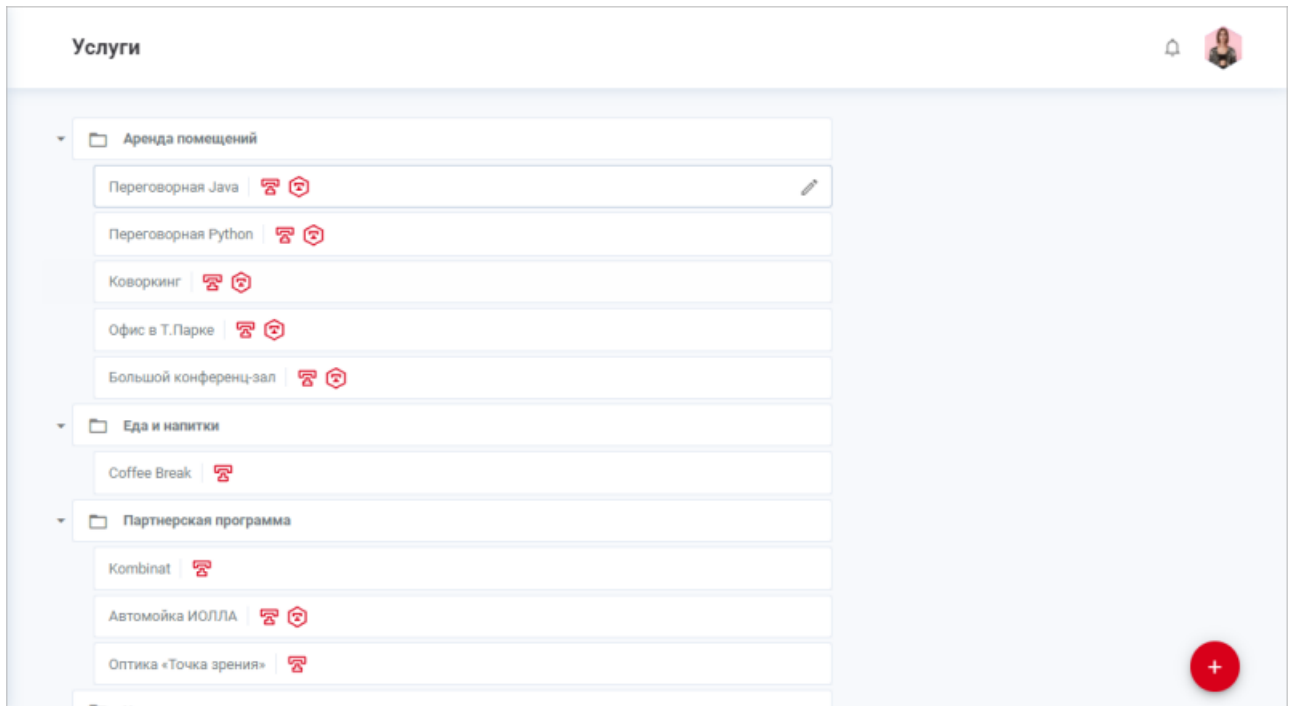 Услуги
Аренда помещений
Переговорная Java
Переговорная Python
Коворкинг
Офис в Т.Парке
Большой конференц-зал
Еда и напитки
Coffee Break
Партнерская программа
Kombinat
Автомойка ИОЛЛА
Оптика «Точка зрения»